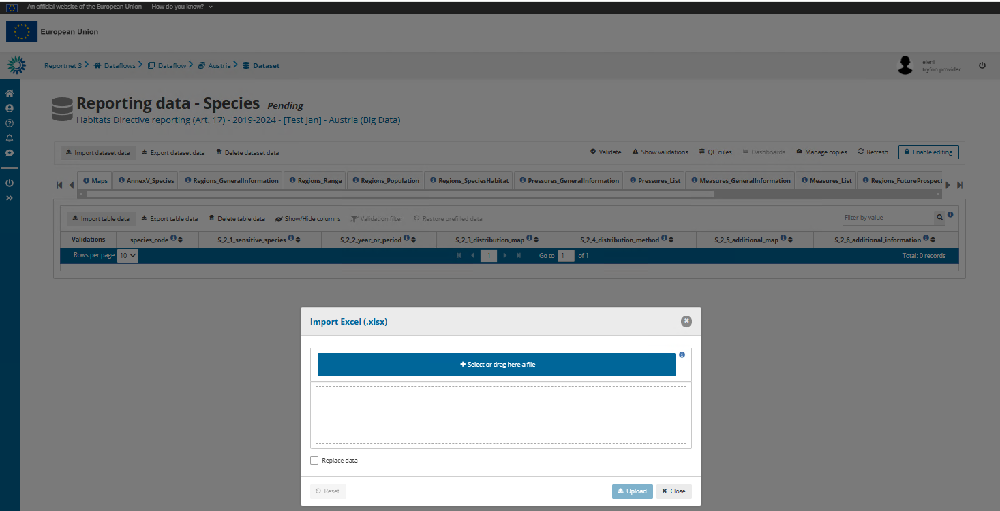 An official website of the European Union How do you know?
European Union
Reportnet 3 Dataflows Dataflow Austria Dataset
eleni
tryfon.provider
Reporting data - Species Pending
Habitats Directive reporting (Art. 17) - 2019-2024 - [Test Jan] - Austria (Big Data)
Import dataset data Export dataset data Delete dataset data Validate Show validations QC rules Dashboards Manage copies Refresh Enable editing
Maps AnnexV_Species Regions_GeneralInformation Regions_Range Regions_Population Regions_SpeciesHabitat Pressures_GeneralInformation Pressures_List Measures_GeneralInformation Measures_List Regions_FutureProspect
Import table data Export table data Delete table data Show/Hide columns Validation filter Restore prefilled data Filter by value
Validations species_code S_2_1_sensitive_species S_2_2_year_or_period S_2_3_distribution_map S_2_4_distribution_method S_2_5_additional_map S_2_6_additional_information
Rows per page 10 1 Go to 1 of 1 Total: 0 records
Import Excel (.xlsx)
+ Select or drag here a file
Replace data
Reset Upload Close